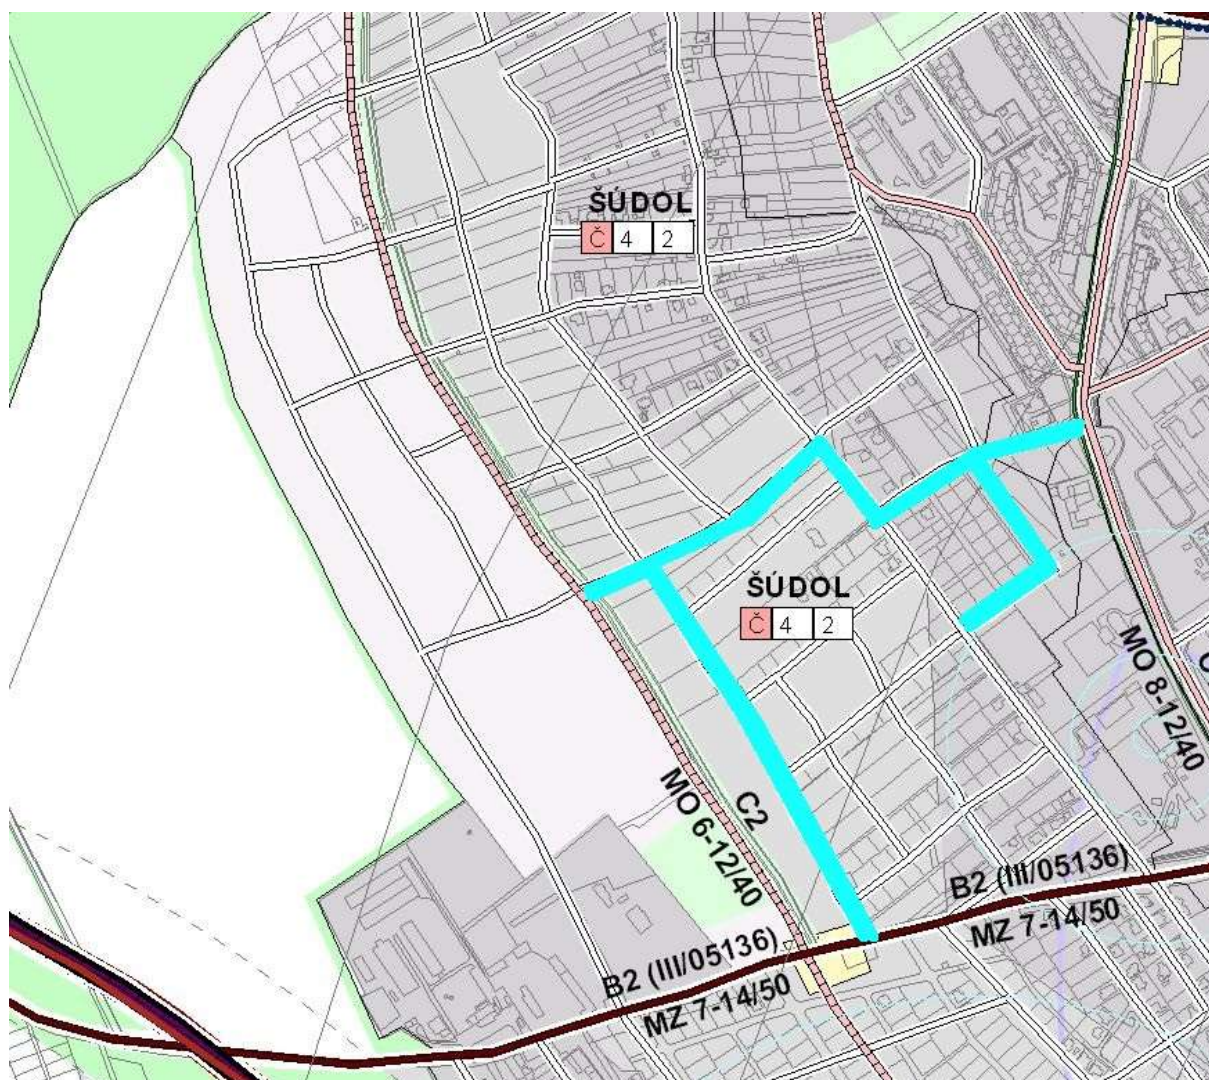 ŠÚDOL
Č 4 2
ŠÚDOL
Č 4 2
MO 8-12/40
C2
MO 6-12/40
B2 (III/05136)
MZ 7-14/50
B2 (III/05136)
MZ 7-14/50